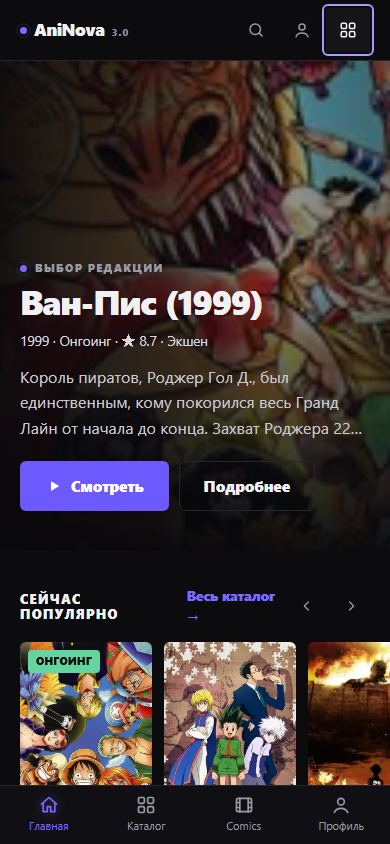 AniNova 3.0
ВЫБОР РЕДАКЦИИ
Ван-Пис (1999)
1999 · Онгоинг · ★ 8.7 · Экшен
Король пиратов, Роджер Гол Д., был
единственным, кому покорился весь Гранд
Лайн от начала до конца. Захват Роджера 22...
Смотреть
Подробнее
СЕЙЧАС
ПОПУЛЯРНО
Весь каталог
→
ОНГОИНГ
Главная
Каталог
Comics
Профиль